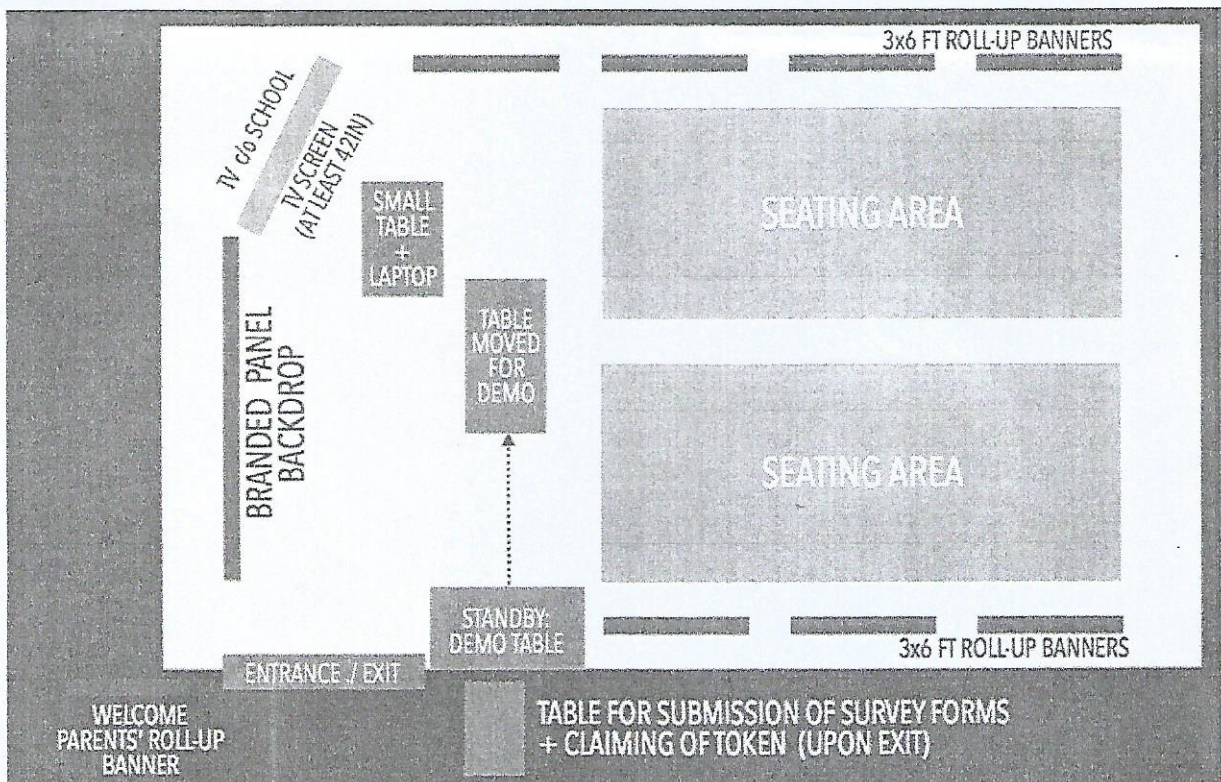 3x6 FT ROLL-UP BANNERS
TV c/o SCHOOL
TV SCREEN
(AT LEAST 42IN)
SMALL
TABLE
+
LAPTOP
SEATING AREA
TABLE
MOVED
FOR
DEMO
BRANDED PANEL
BACKDROP
SEATING AREA
STANDBY:
DEMO TABLE
3x6 FT ROLL-UP BANNERS
ENTRANCE ./ EXIT
WELCOME
PARENTS' ROLL-UP
BANNER
TABLE FOR SUBMISSION OF SURVEY FORMS
+ CLAIMING OF TOKEN (UPON EXIT)